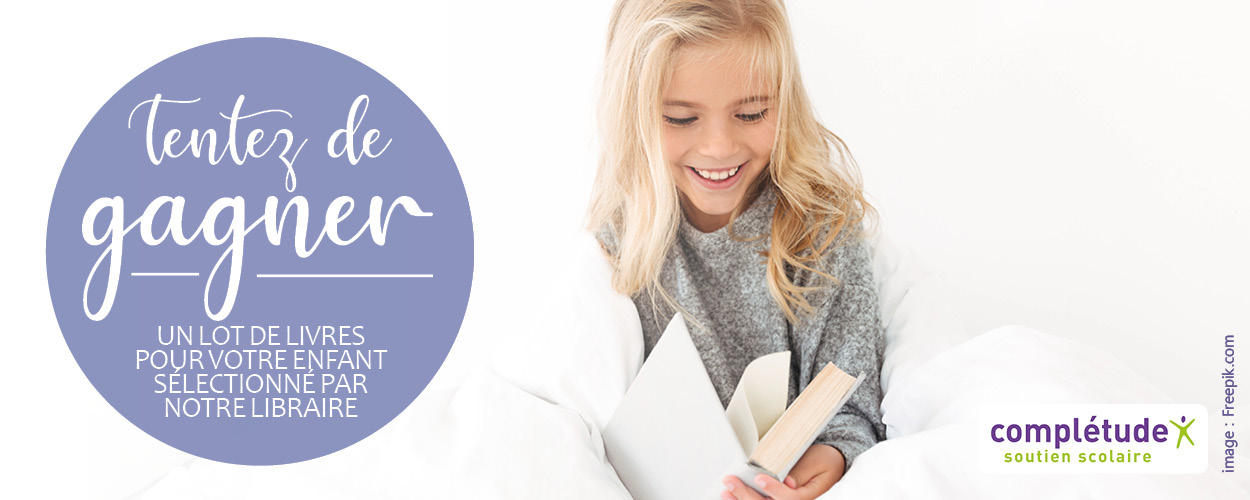 Tentez de
gagner
UN LOT DE LIVRES
POUR VOTRE ENFANT
SÉLECTIONNÉ PAR
NOTRE LIBRAIRE
complétude
soutien scolaire
image : Freepik.com